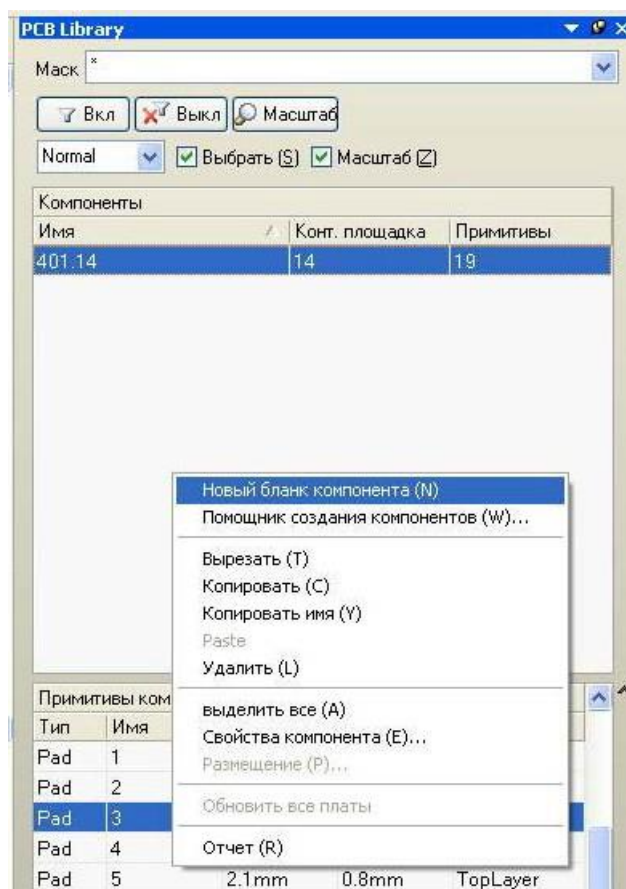 PCB Library
Маск *
Вкл Выкл Масштаб
Normal Выбрать (S) Масштаб (Z)
Компоненты
Имя Конт. площадка Примитивы
401.14 14 19
Новый бланк компонента (N)
Помощник создания компонентов (W)...
Вырезать (T)
Копировать (C)
Копировать имя (Y)
Paste
Удалить (L)
выделить все (A)
Свойства компонента (E)...
Размещение (P)...
Обновить все платы
Отчет (R)
Примитивы ком
Тип Имя
Pad 1
Pad 2
Pad 3
Pad 4
Pad 5 2.1mm 0.8mm TopLayer